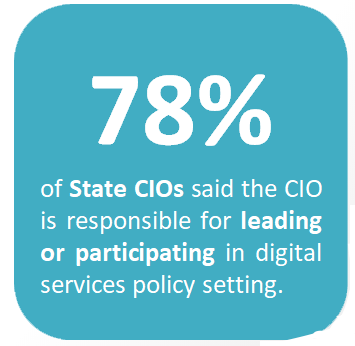 78%
of State CIOs said the CIO
is responsible for leading
or participating in digital
services policy setting.